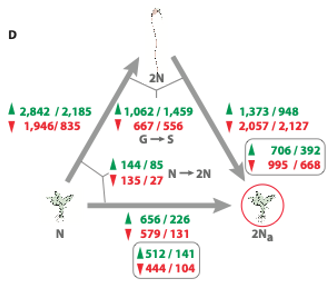 D
2N
▲ 2,842 / 2,185
▼ 1,946/ 835
▲ 1,062 / 1,459
▼ 667 / 556
G → S
▲ 1,373 / 948
▼ 2,057 / 2,127
▲ 706 / 392
▼ 995 / 668
▲ 144 / 85
▼ 135 / 27
N → 2N
N
▲ 656 / 226
▼ 579 / 131
2Na
▲ 512 / 141
▼ 444 / 104